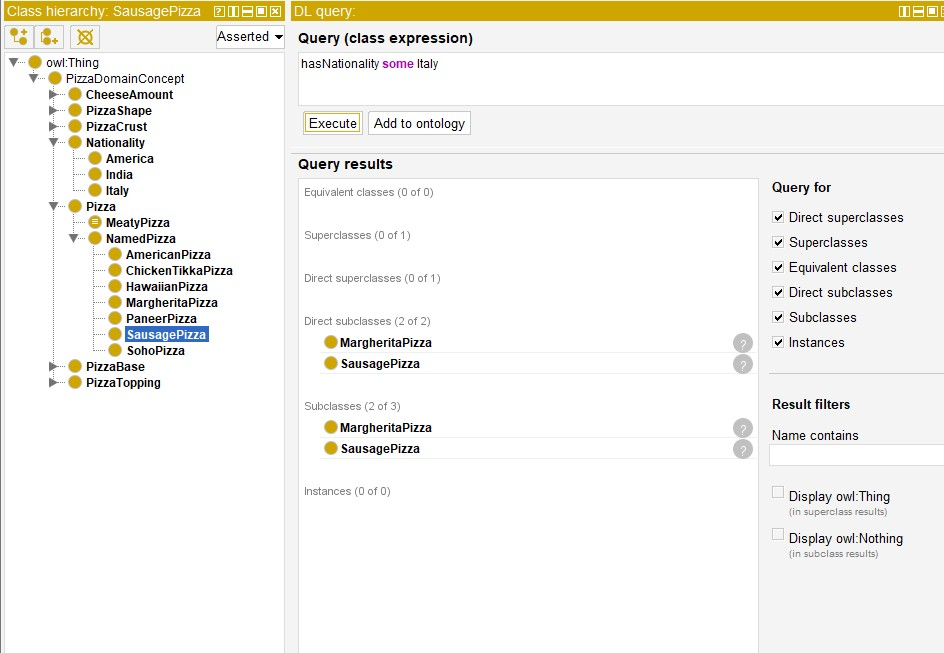 Class hierarchy: SausagePizza
Asserted
owl:Thing
PizzaDomainConcept
CheeseAmount
PizzaShape
PizzaCrust
Nationality
America
India
Italy
Pizza
MeatyPizza
NamedPizza
AmericanPizza
ChickenTikkaPizza
HawaiianPizza
MargheritaPizza
PaneerPizza
SausagePizza
SohoPizza
PizzaBase
PizzaTopping
DL query:
Query (class expression)
hasNationality some Italy
Execute Add to ontology
Query results
Equivalent classes (0 of 0)
Superclasses (0 of 1)
Direct superclasses (0 of 1)
Direct subclasses (2 of 2)
MargheritaPizza ?
SausagePizza ?
Subclasses (2 of 3)
MargheritaPizza ?
SausagePizza ?
Instances (0 of 0)
Query for
Direct superclasses
Superclasses
Equivalent classes
Direct subclasses
Subclasses
Instances
Result filters
Name contains
Display owl:Thing
(in superclass results)
Display owl:Nothing
(in subclass results)